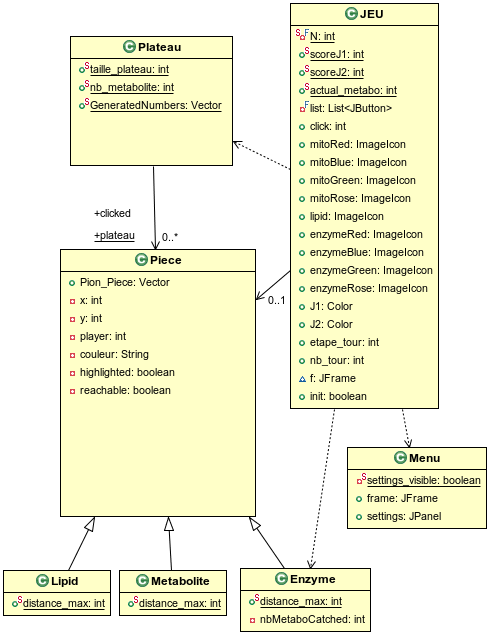 Plateau
taille_plateau: int
nb_metabolite: int
GeneratedNumbers: Vector
JEU
N: int
scoreJ1: int
scoreJ2: int
actual_metabo: int
list: List<JButton>
click: int
mitoRed: ImageIcon
mitoBlue: ImageIcon
mitoGreen: ImageIcon
mitoRose: ImageIcon
lipid: ImageIcon
enzymeRed: ImageIcon
enzymeBlue: ImageIcon
enzymeGreen: ImageIcon
enzymeRose: ImageIcon
J1: Color
J2: Color
etape_tour: int
nb_tour: int
f: JFrame
init: boolean
+clicked
+plateau
0..*
0..1
Piece
Pion_Piece: Vector
x: int
y: int
player: int
couleur: String
highlighted: boolean
reachable: boolean
Menu
settings_visible: boolean
frame: JFrame
settings: JPanel
Lipid
distance_max: int
Metabolite
distance_max: int
Enzyme
distance_max: int
nbMetaboCatched: int